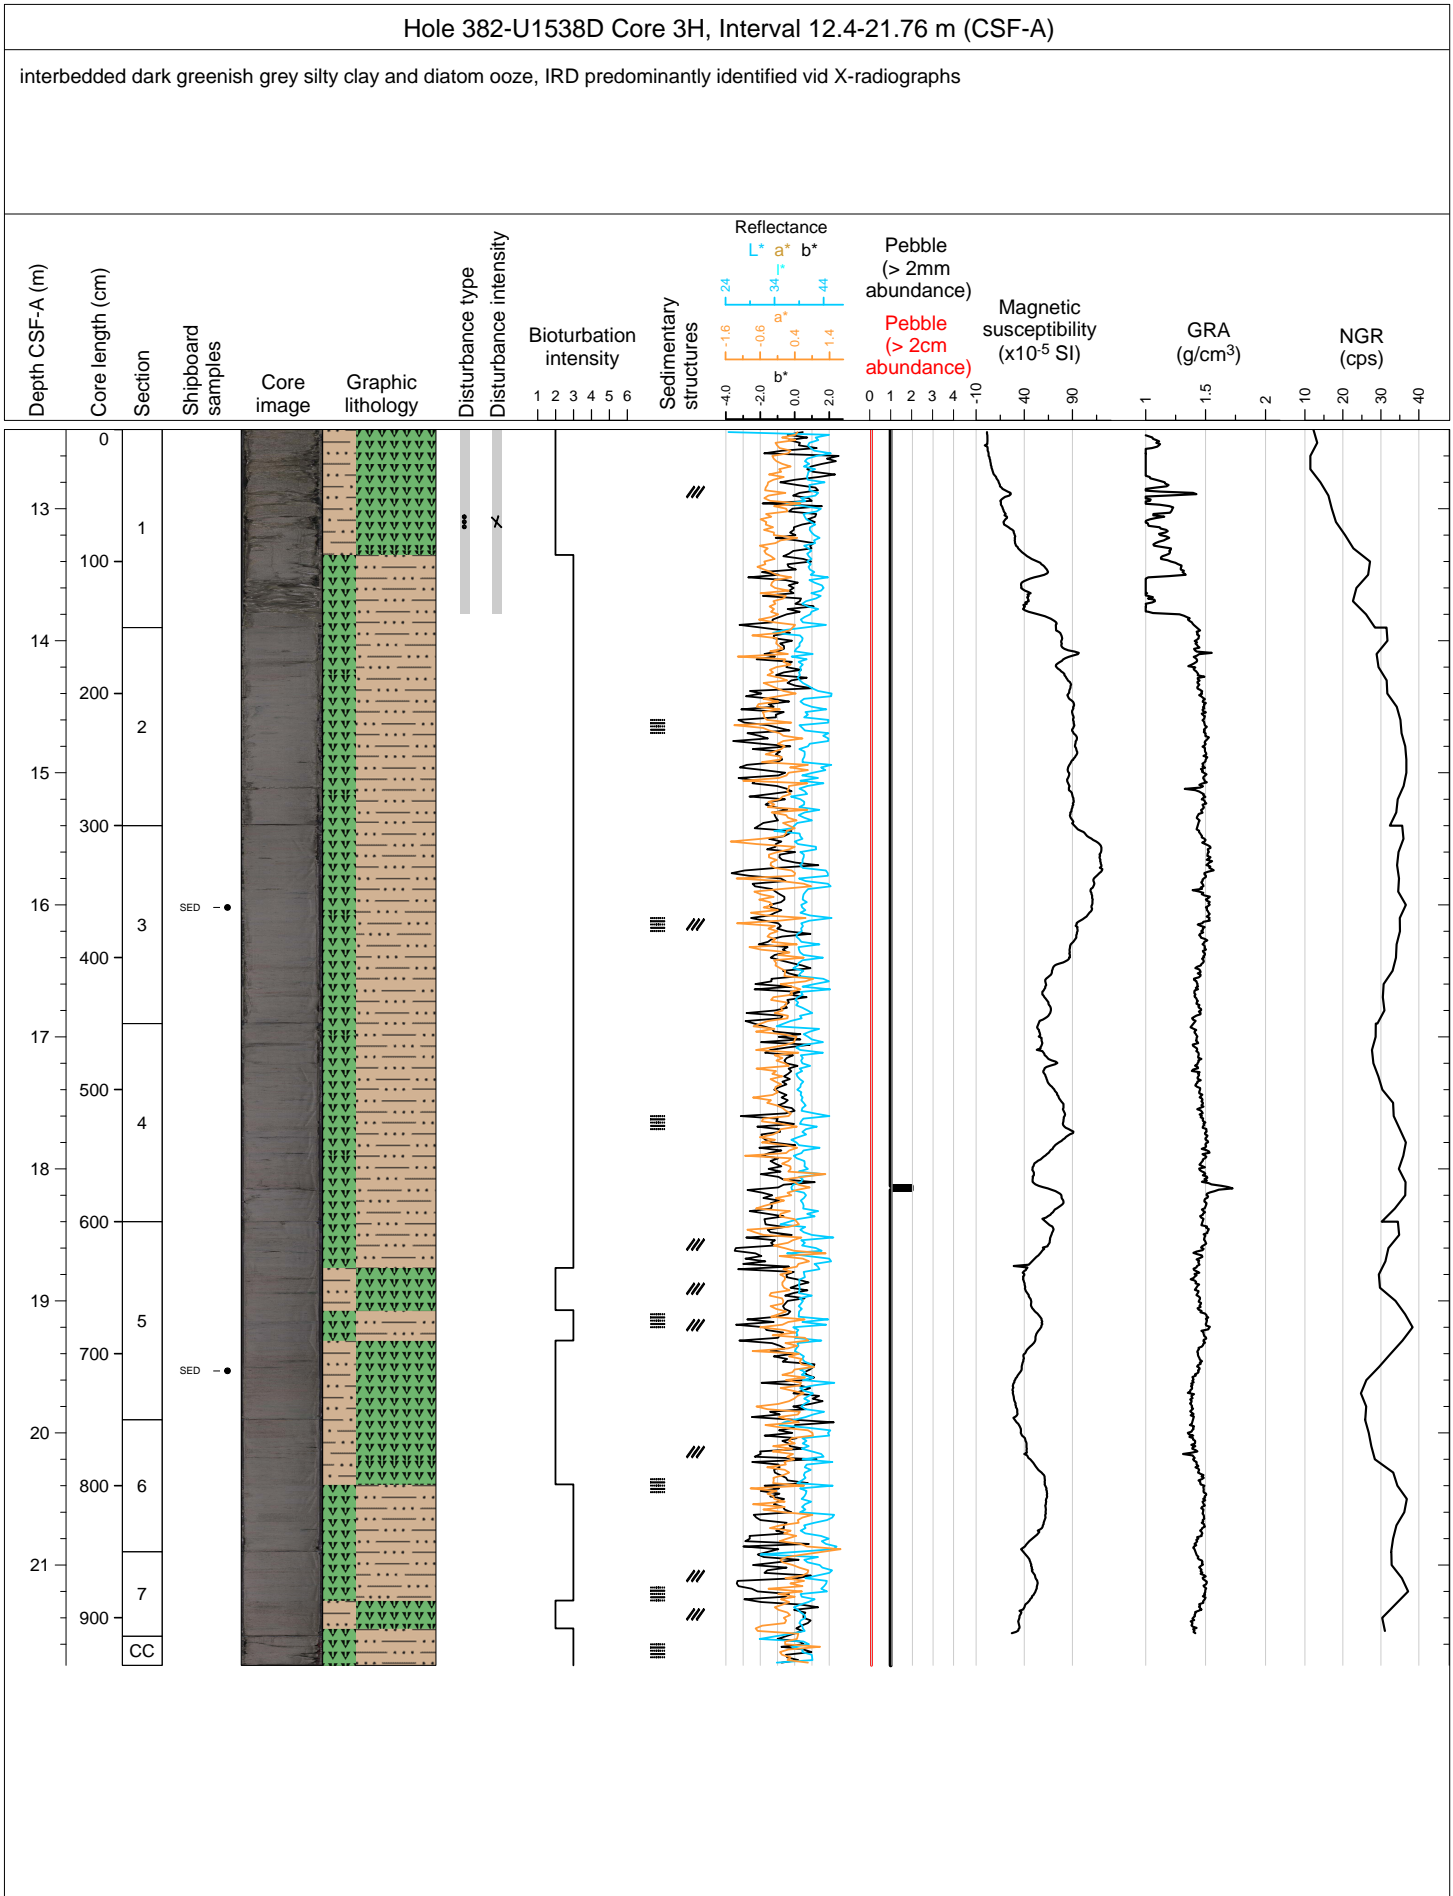 Hole 382-U1538D Core 3H, Interval 12.4-21.76 m (CSF-A)
interbedded dark greenish grey silty clay and diatom ooze, IRD predominantly identified vid X-radiographs
Depth CSF-A (m)
Core length (cm)
Section
Shipboard
samples
Core
image
Graphic
lithology
Disturbance type
Disturbance intensity
Bioturbation
intensity
1 2 3 4 5 6
Sedimentary
structures
Reflectance
L* a* b*
L*
24 34 44
a*
-1.6 -0.6 0.4 1.4
b*
-4.0 -2.0 0.0 2.0
Pebble
(> 2mm
abundance)
Pebble
(> 2cm
abundance)
0 1 2 3 4
Magnetic
susceptibility
(x10-5 SI)
-10 40 90
GRA
(g/cm3)
1 1.5 2
NGR
(cps)
10 20 30 40
0
13
1
100
14
200
2
15
300
SED
16
3
400
17
500
4
18
600
19
5
700
SED
20
800
6
21
7
900
CC